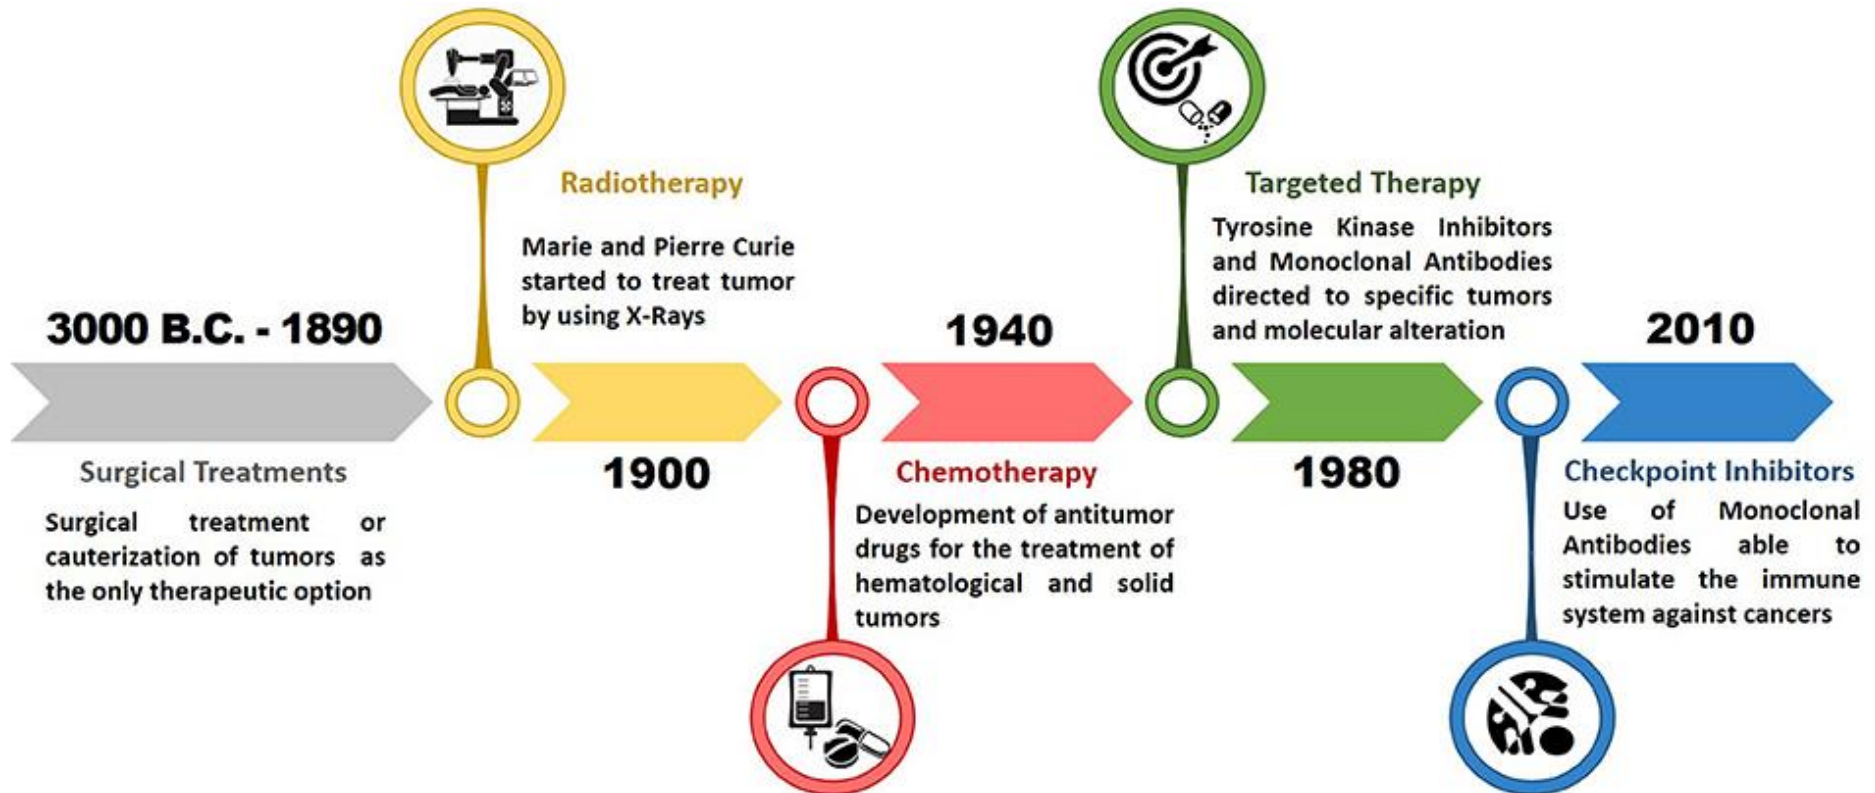 3000 B.C. - 1890
Surgical Treatments
Surgical treatment or
cauterization of tumors as
the only therapeutic option
Radiotherapy
Marie and Pierre Curie
started to treat tumor
by using X-Rays
1900
1940
Chemotherapy
Development of antitumor
drugs for the treatment of
hematological and solid
tumors
Targeted Therapy
Tyrosine Kinase Inhibitors
and Monoclonal Antibodies
directed to specific tumors
and molecular alteration
1980
2010
Checkpoint Inhibitors
Use of Monoclonal
Antibodies able to
stimulate the immune
system against cancers